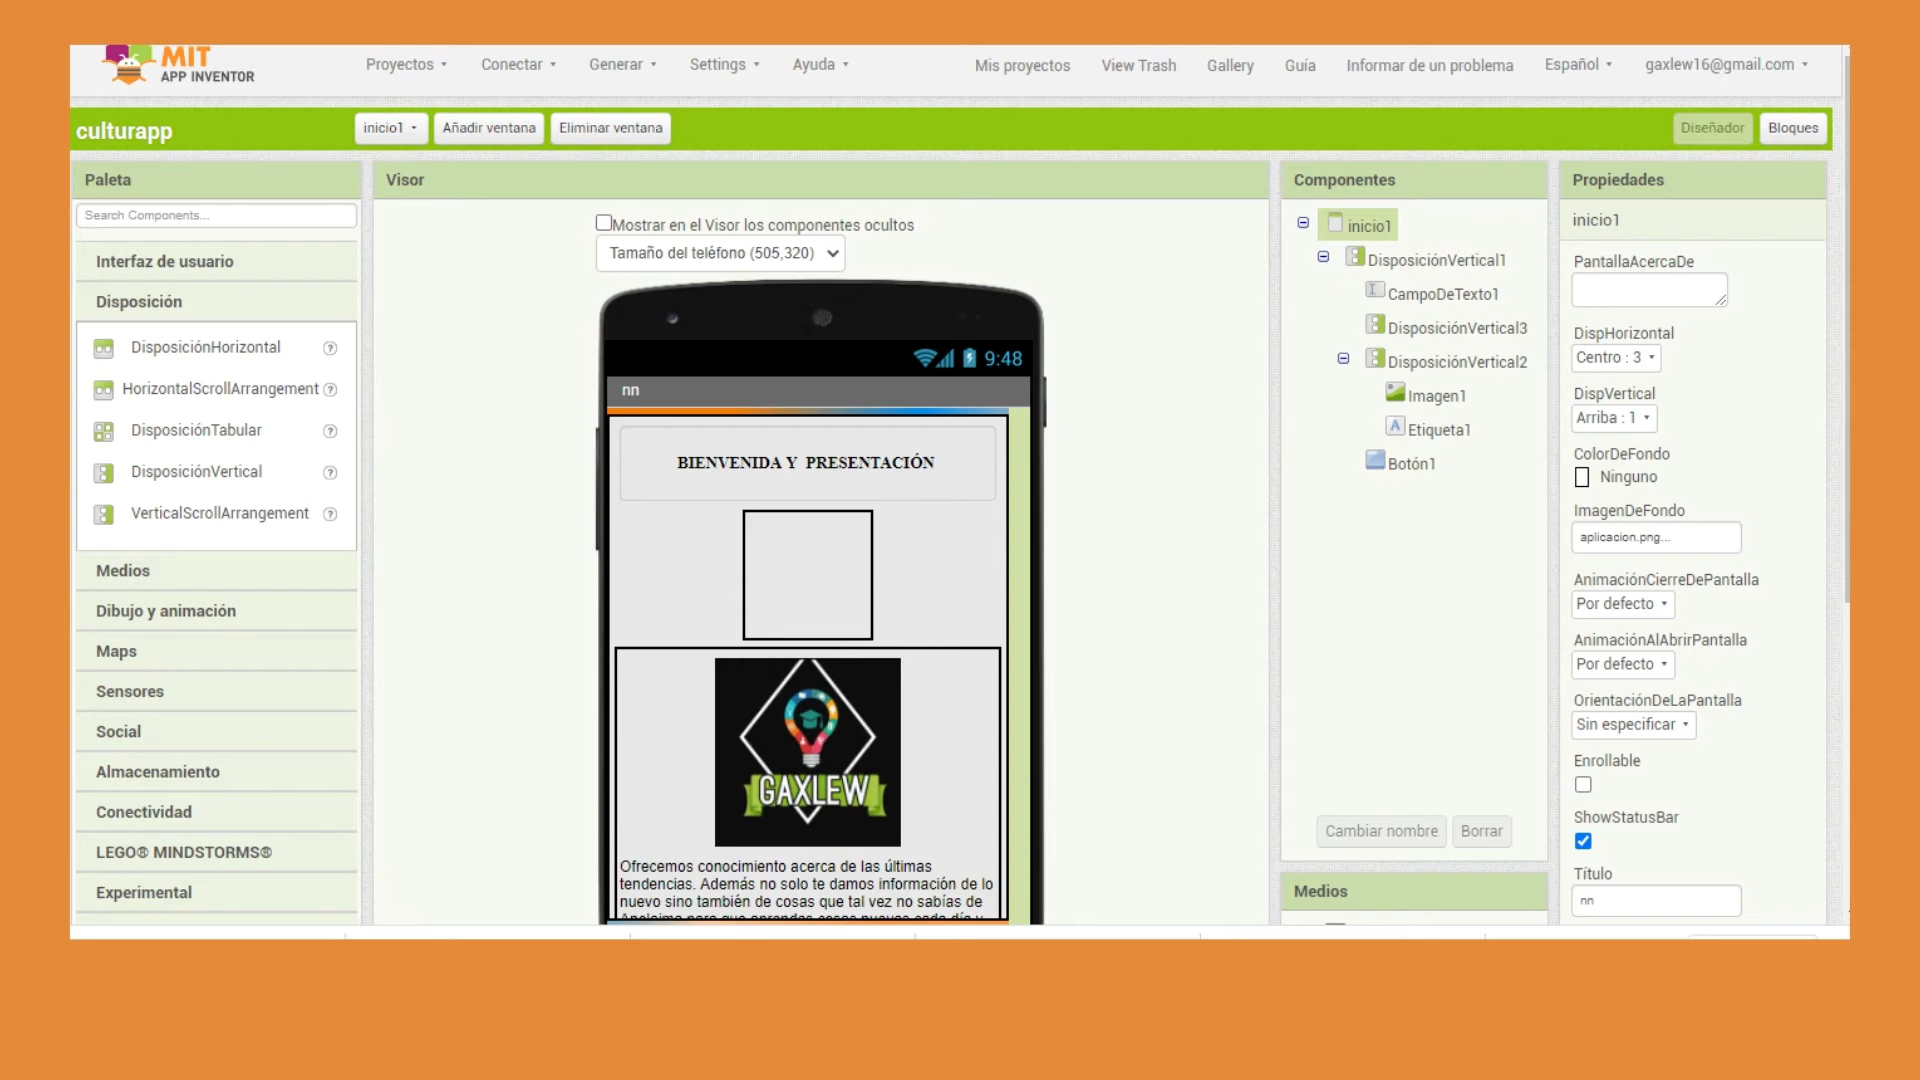 MIT
APP INVENTOR
Proyectos
Conectar
Generar
Settings
Ayuda
Mis proyectos
View Trash
Gallery
Guía
Informar de un problema
Español
gaxlew16@gmail.com
culturapp
inicio1
Añadir ventana
Eliminar ventana
Diseñador
Bloques
Paleta
Search Components...
Interfaz de usuario
Disposición
DisposiciónHorizontal
HorizontalScrollArrangement
DisposiciónTabular
DisposiciónVertical
VerticalScrollArrangement
Medios
Dibujo y animación
Maps
Sensores
Social
Almacenamiento
Conectividad
LEGO® MINDSTORMS®
Experimental
Visor
Mostrar en el Visor los componentes ocultos
Tamaño del teléfono (505,320)
9:48
nn
BIENVENIDA Y PRESENTACIÓN
GAXLEW
Ofrecemos conocimiento acerca de las últimas
tendencias. Además no solo te damos información de lo
nuevo sino también de cosas que tal vez no sabías de
Componentes
inicio1
DisposiciónVertical1
CampoDeTexto1
DisposiciónVertical3
DisposiciónVertical2
Imagen1
Etiqueta1
Botón1
Cambiar nombre
Borrar
Medios
Propiedades
inicio1
PantallaAcercaDe
DispHorizontal
Centro : 3
DispVertical
Arriba : 1
ColorDeFondo
Ninguno
ImagenDeFondo
aplicacion.png...
AnimaciónCierreDePantalla
Por defecto
AnimaciónAlAbrirPantalla
Por defecto
OrientaciónDeLaPantalla
Sin especificar
Enrollable
ShowStatusBar
Título
nn